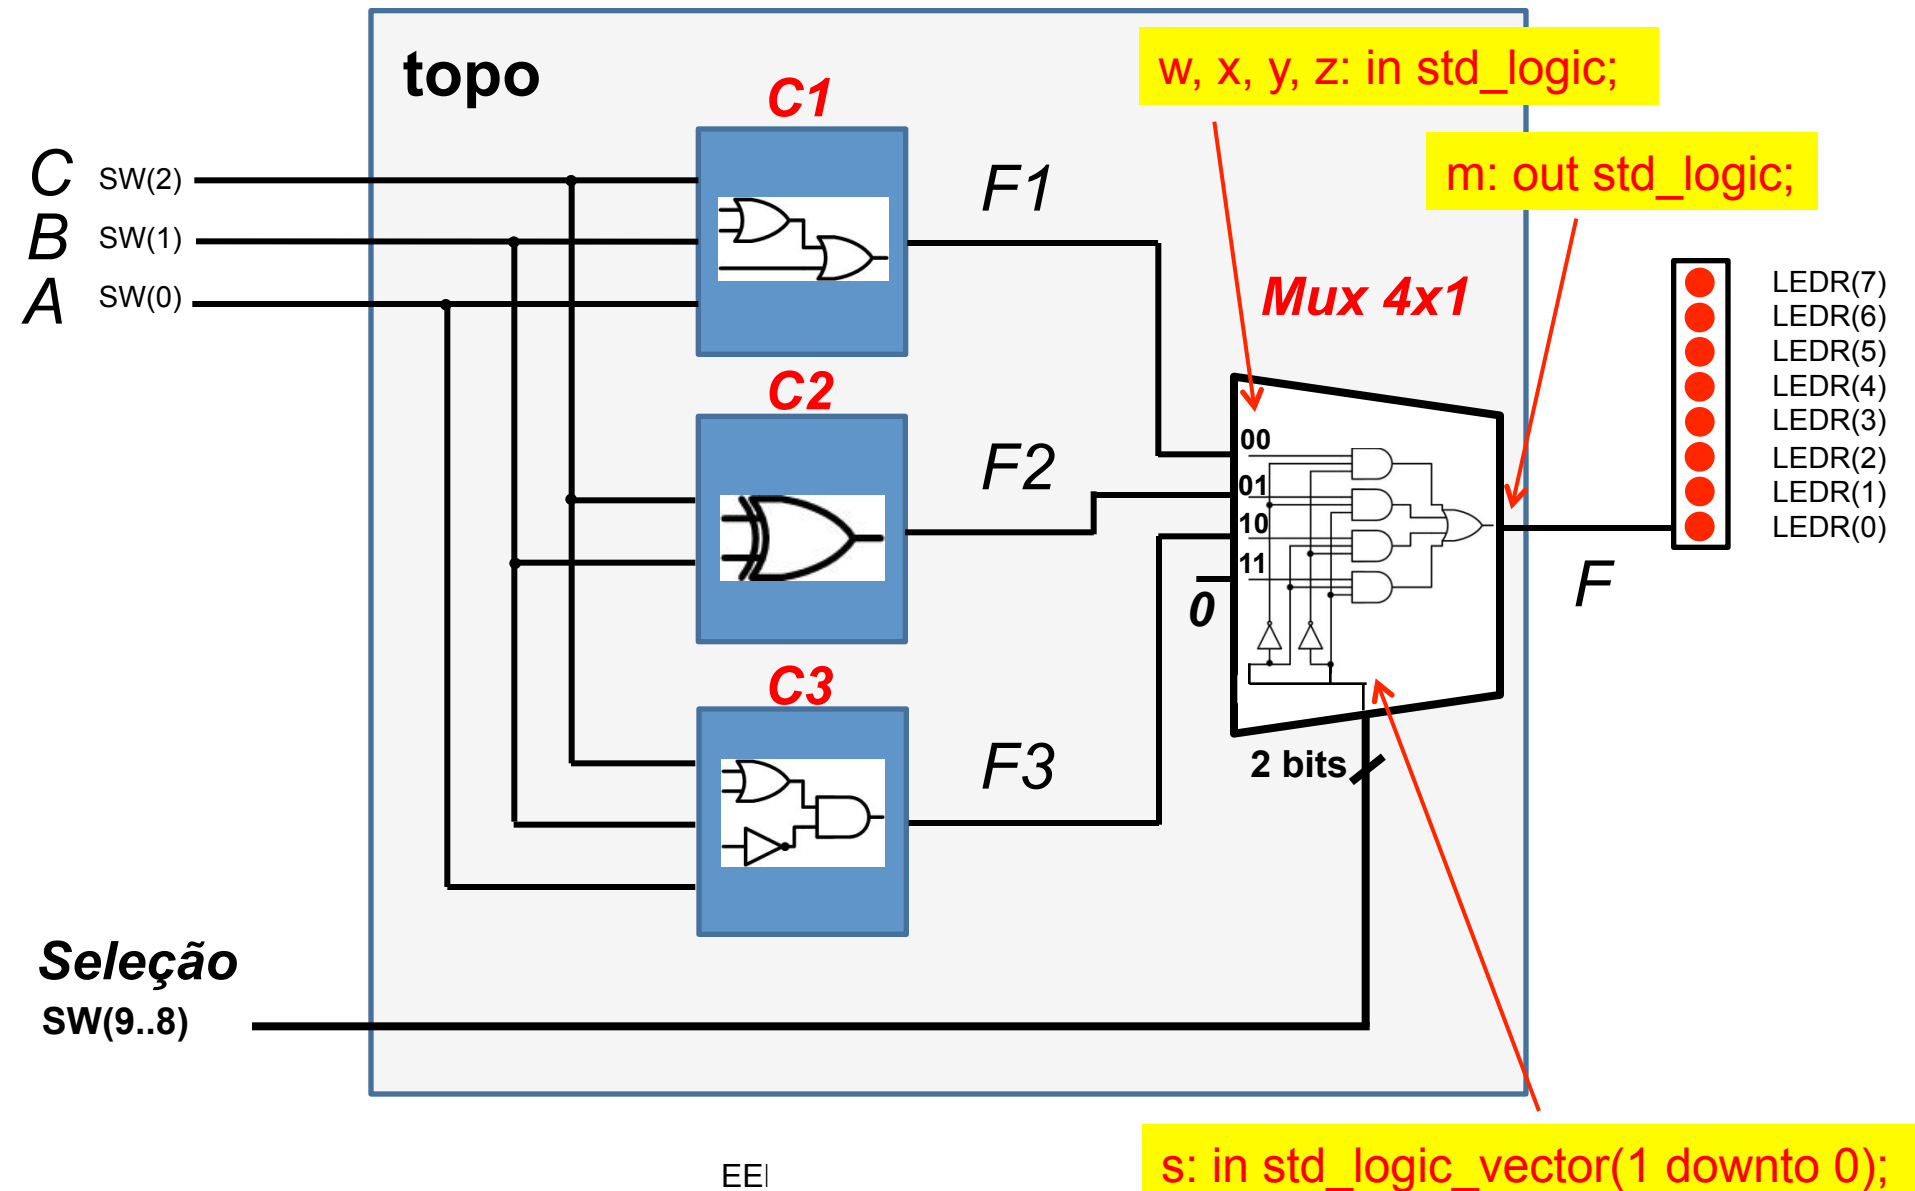 topo
w, x, y, z: in std_logic;
C1
m: out std_logic;
C SW(2)
F1
B SW(1)
A SW(0)
Mux 4x1
LEDR(7)
LEDR(6)
LEDR(5)
LEDR(4)
LEDR(3)
LEDR(2)
LEDR(1)
LEDR(0)
C2
F2
00
01
10
11
0
F
C3
F3
2 bits
Seleção
SW(9..8)
s: in std_logic_vector(1 downto 0);